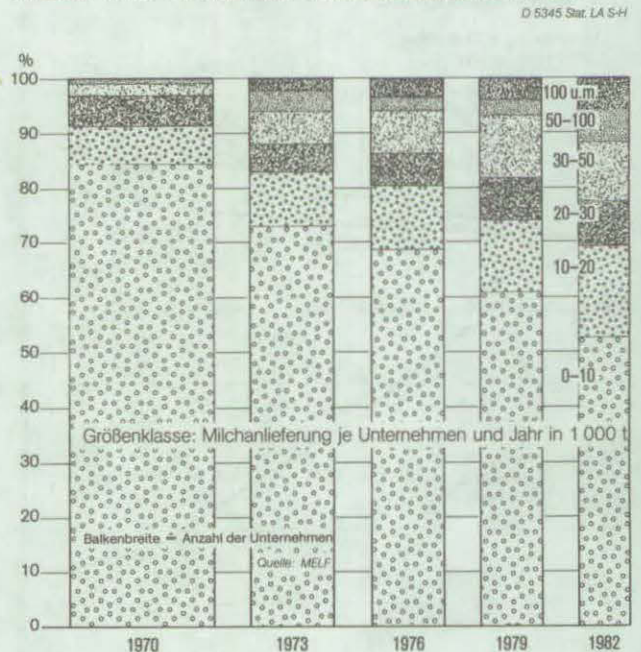 D 5345 Stat. LA S-H
%
100
90
80
70
60
50
40
30
20
10
0
100 u.m.
50–100
30–50
20–30
10–20
0–10
Größenklasse: Milchanlieferung je Unternehmen und Jahr in 1 000 t
Balkenbreite ≙ Anzahl der Unternehmen
Quelle: MELF
1970 1973 1976 1979 1982